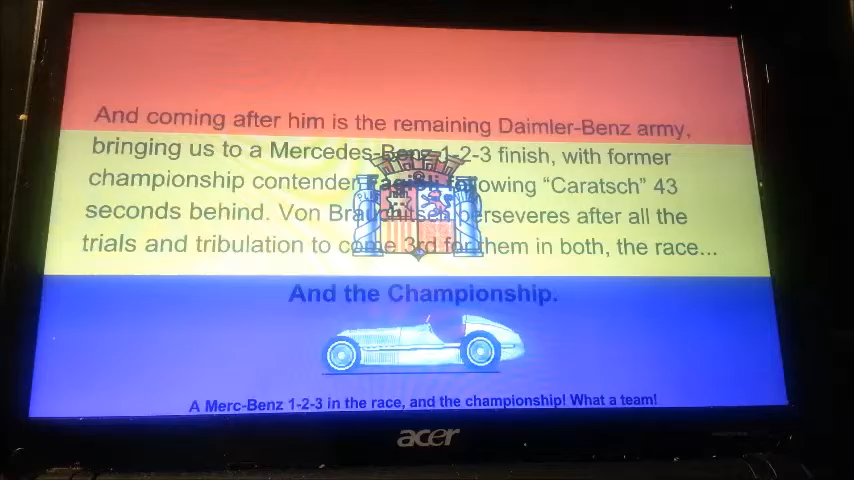 And coming after him is the remaining Daimler-Benz army,
bringing us to a Mercedes-Benz 1-2-3 finish, with former
championship contender Fagioli following “Caratsch” 43
seconds behind. Von Brauchitsch perseveres after all the
trials and tribulation to come 3rd for them in both, the race...
And the Championship.
A Merc-Benz 1-2-3 in the race, and the championship! What a team!
acer